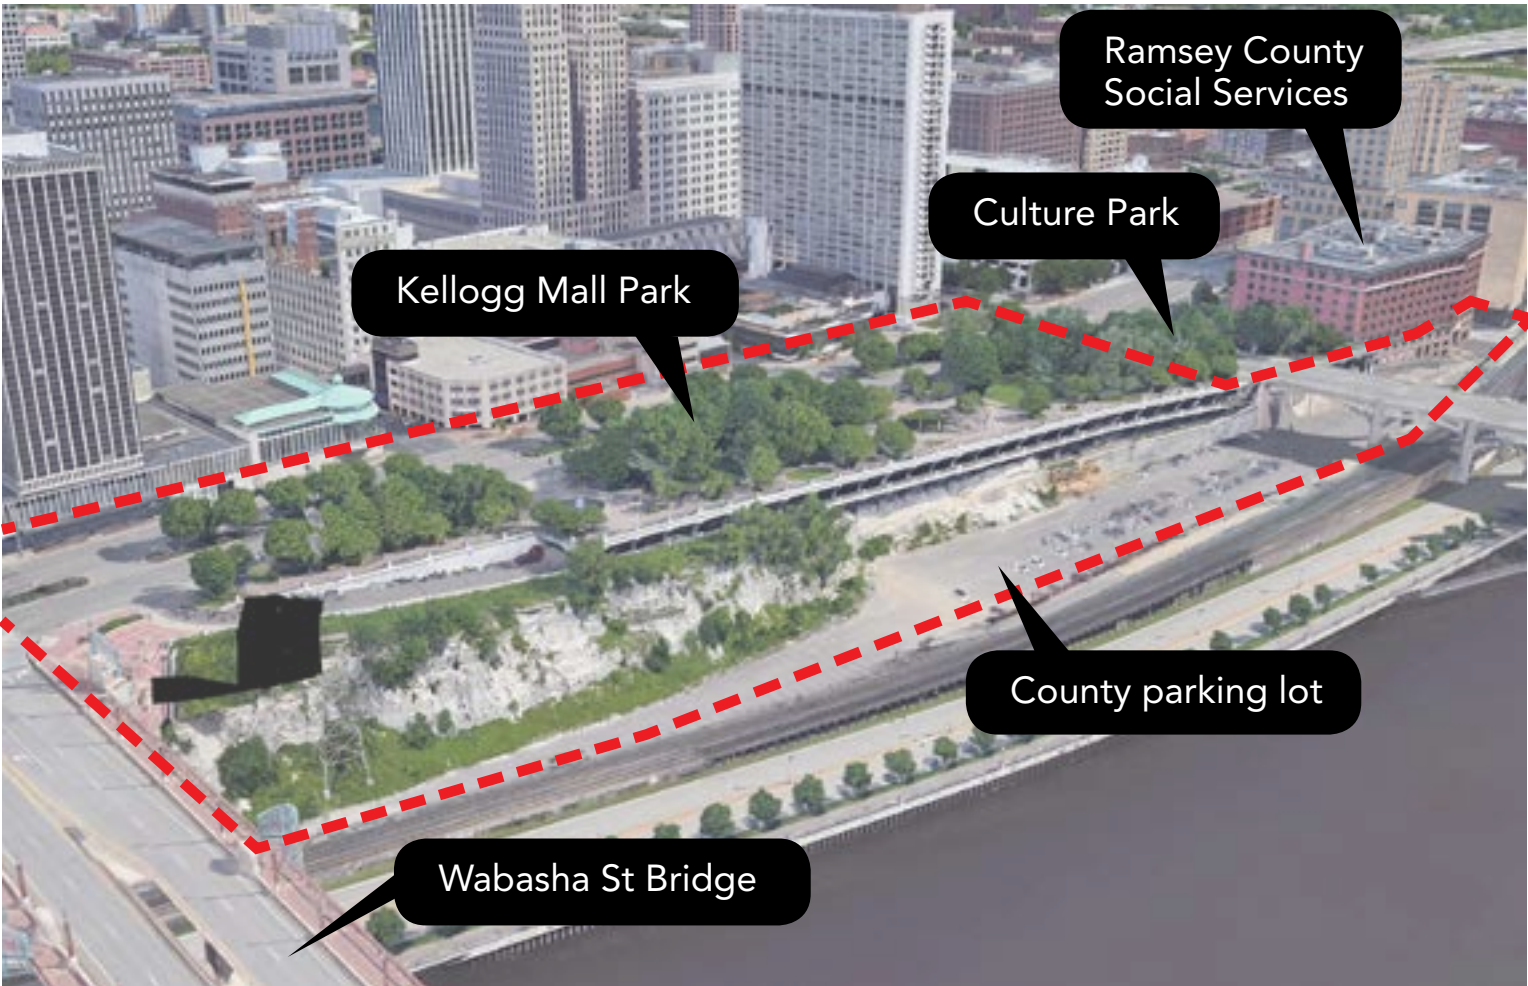 Ramsey County
Social Services
Culture Park
Kellogg Mall Park
County parking lot
Wabasha St Bridge